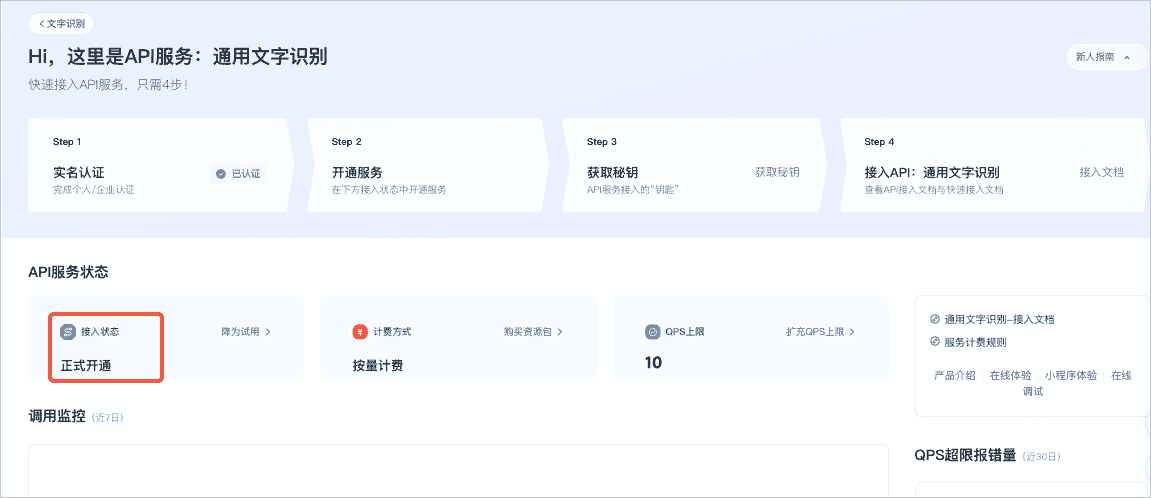 文字识别
Hi，这里是API服务：通用文字识别
新人指南
快速接入API服务，只需4步！
Step 1
实名认证
已认证
完成个人/企业认证
Step 2
开通服务
在下方接入状态中开通服务
Step 3
获取秘钥
获取秘钥
API服务接入的“钥匙”
Step 4
接入API：通用文字识别
接入文档
查看API接入文档与快速接入文档
API服务状态
接入状态
降为试用
正式开通
计费方式
购买资源包
按量计费
QPS上限
扩充QPS上限
10
通用文字识别-接入文档
服务计费规则
产品介绍 在线体验 小程序体验 在线
调试
调用监控 (近7日)
QPS超限报错量 (近30日)